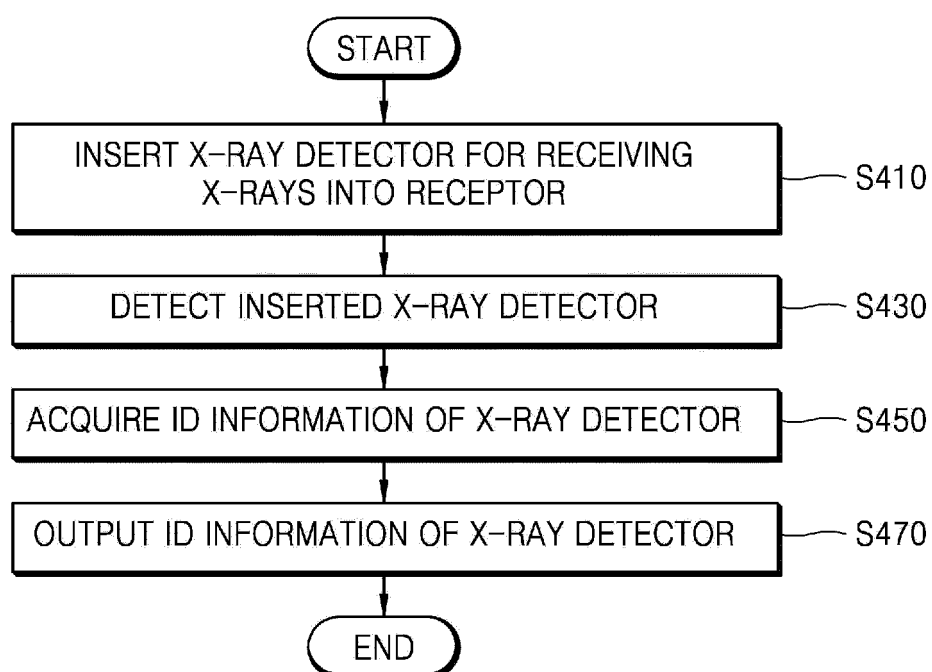 START
INSERT X-RAY DETECTOR FOR RECEIVING
X-RAYS INTO RECEPTOR
S410
DETECT INSERTED X-RAY DETECTOR
S430
ACQUIRE ID INFORMATION OF X-RAY DETECTOR
S450
OUTPUT ID INFORMATION OF X-RAY DETECTOR
S470
END